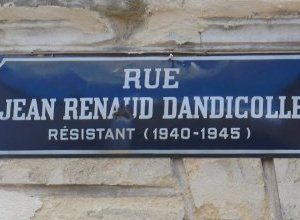 RUE
JEAN RENAUD DANDICOLLE
RÉSISTANT (1940-1945)